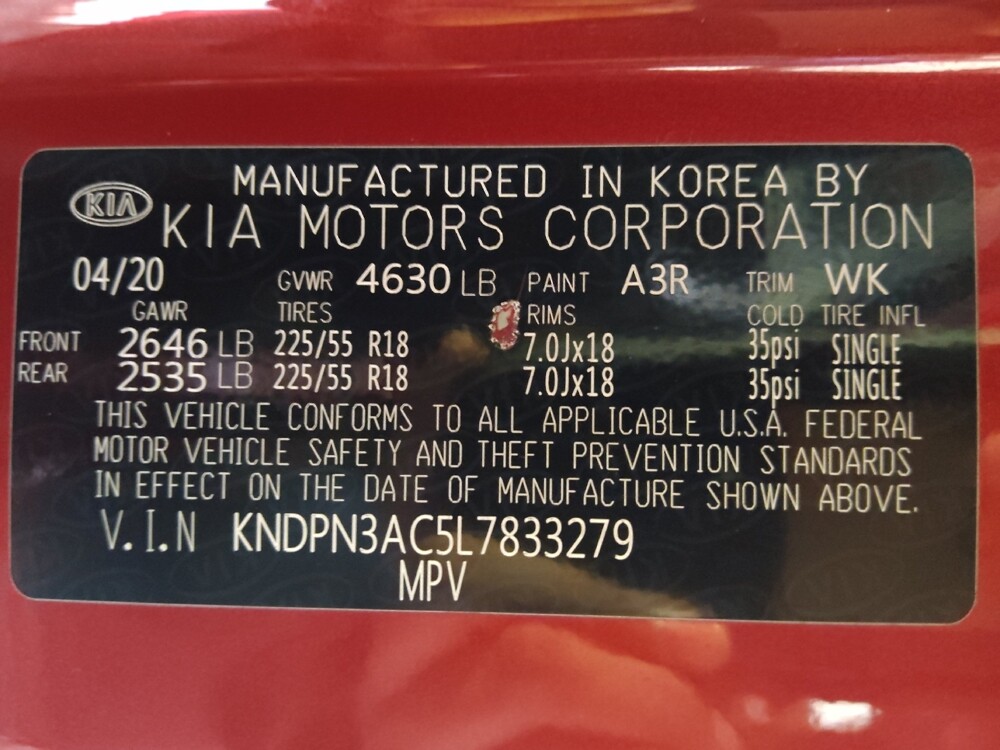 KIA
MANUFACTURED IN KOREA BY
KIA MOTORS CORPORATION
04/20 GVWR 4630 LB PAINT A3R TRIM WK
GAWR TIRES RIMS COLD TIRE INFL
FRONT 2646 LB 225/55 R18 7.0Jx18 35psi SINGLE
REAR 2535 LB 225/55 R18 7.0Jx18 35psi SINGLE
THIS VEHICLE CONFORMS TO ALL APPLICABLE U.S.A. FEDERAL
MOTOR VEHICLE SAFETY AND THEFT PREVENTION STANDARDS
IN EFFECT ON THE DATE OF MANUFACTURE SHOWN ABOVE.
V.I.N KNDPN3AC5L7833279
MPV